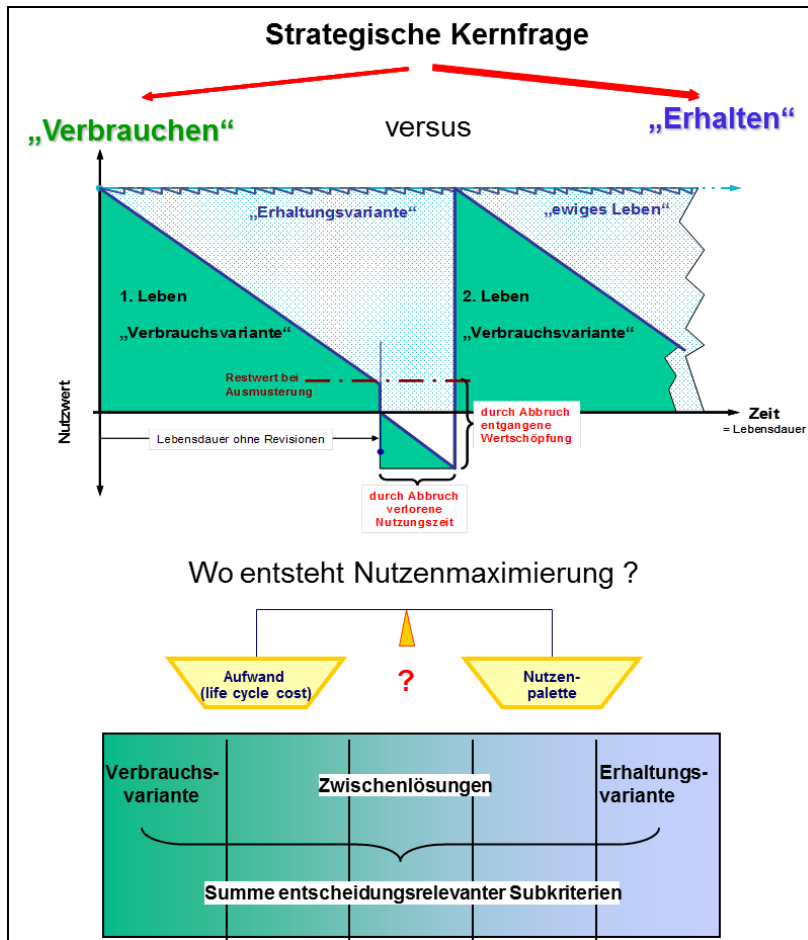 Strategische Kernfrage
„Verbrauchen“
versus
„Erhalten“
„Erhaltungsvariante“
„ewiges Leben“
1. Leben
„Verbrauchsvariante“
2. Leben
„Verbrauchsvariante“
Restwert bei
Ausmusterung
Nutzwert
Lebensdauer ohne Revisionen
durch Abbruch
entgangene
Wertschöpfung
Zeit
= Lebensdauer
durch Abbruch
verlorene
Nutzungszeit
Wo entsteht Nutzenmaximierung ?
Aufwand
(life cycle cost)
?
Nutzen-
palette
Verbrauchs-
variante
Zwischenlösungen
Erhaltungs-
variante
Summe entscheidungsrelevanter Subkriterien